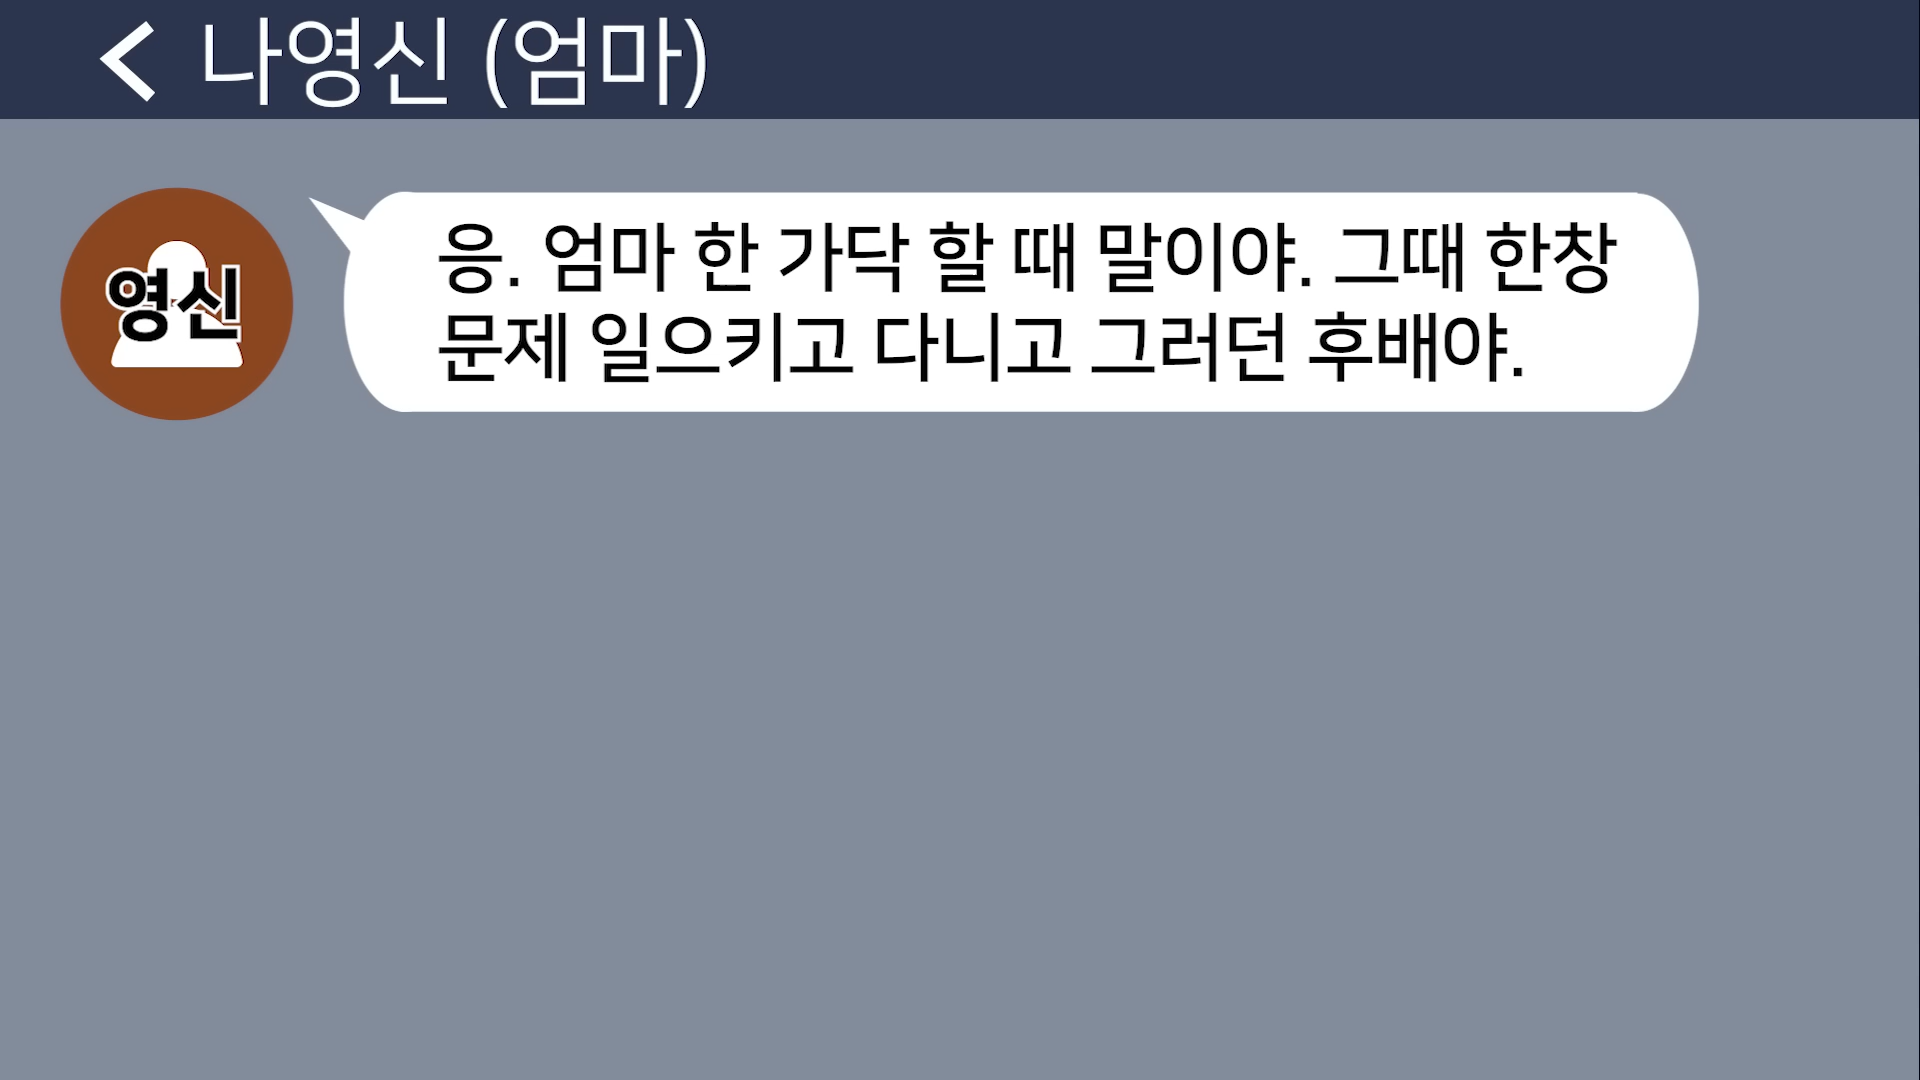 나영신 (엄마)
영신
응. 엄마 한 가닥 할 때 말이야. 그때 한창
문제 일으키고 다니고 그러던 후배야.